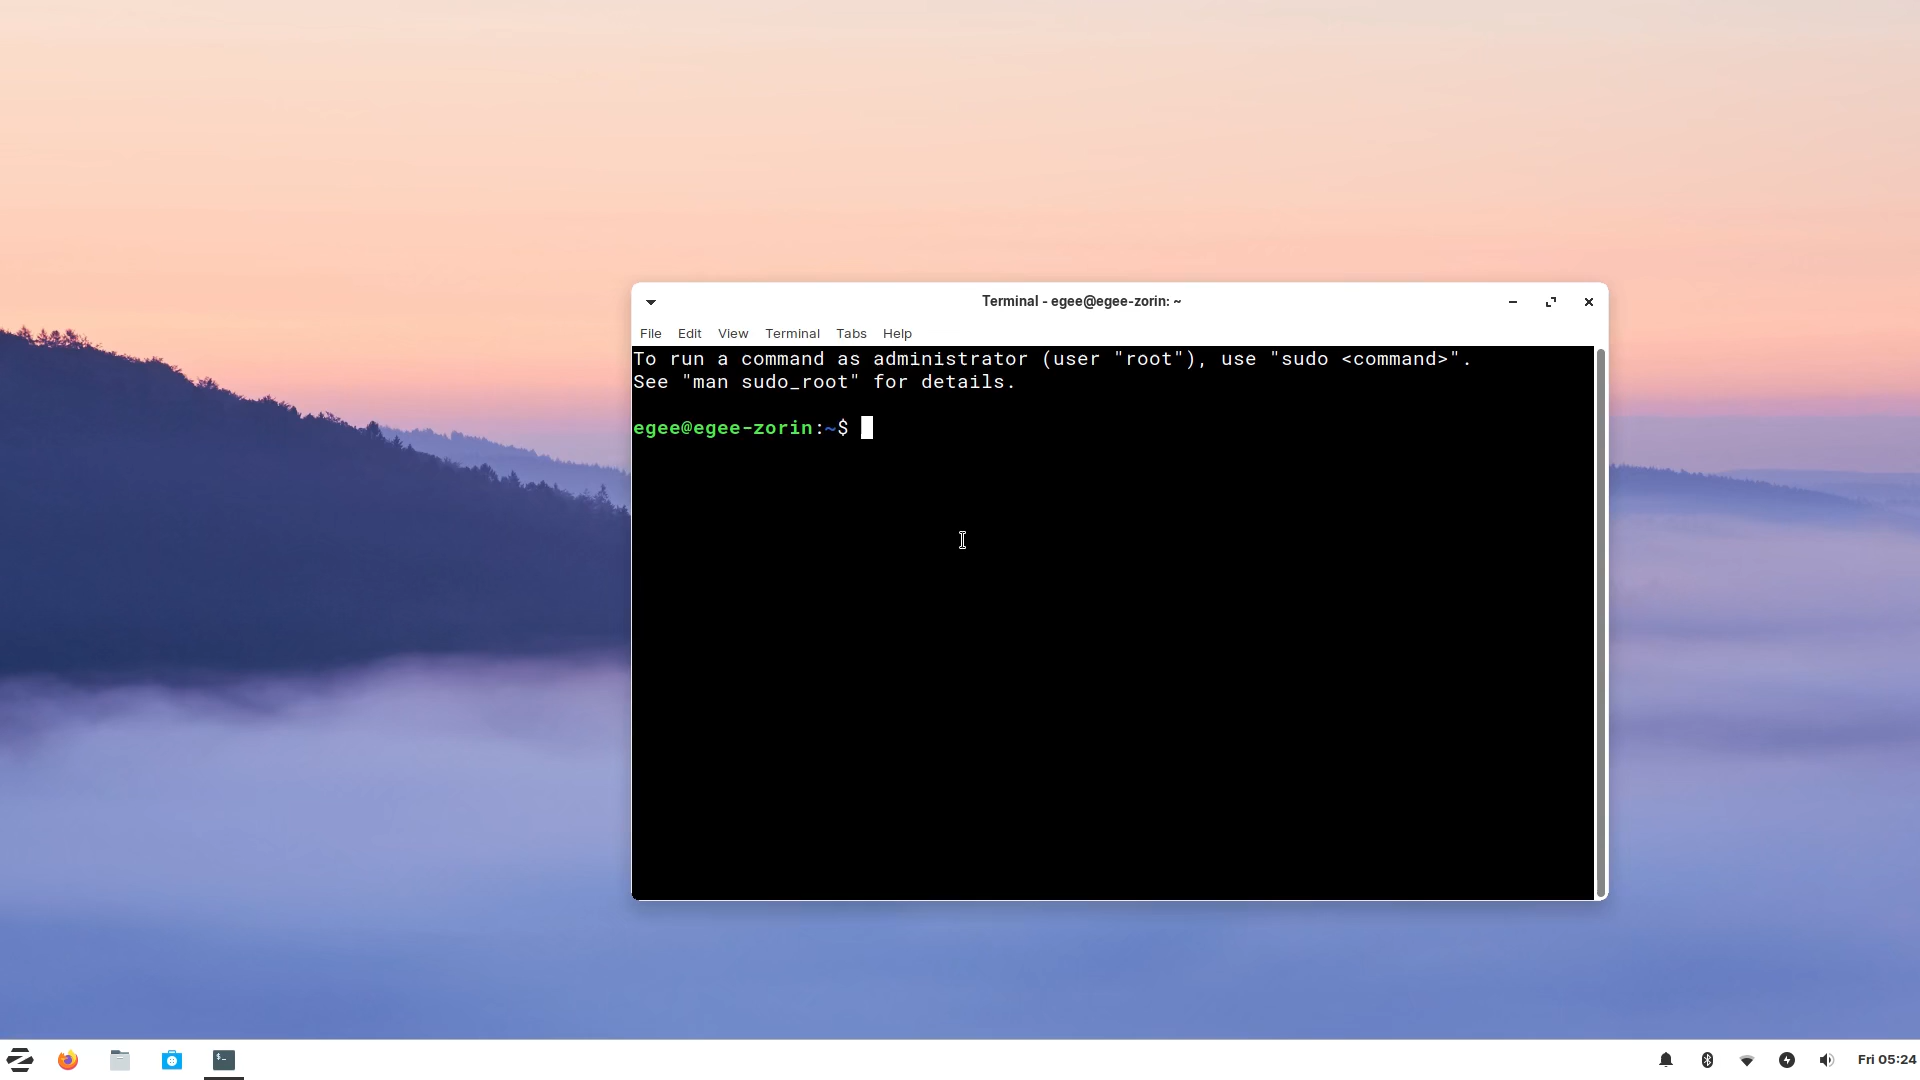 Terminal - egee@egee-zorin: ~
File Edit View Terminal Tabs Help
To run a command as administrator (user "root"), use "sudo <command>".
See "man sudo_root" for details.
egee@egee-zorin:~$
Fri 05:24